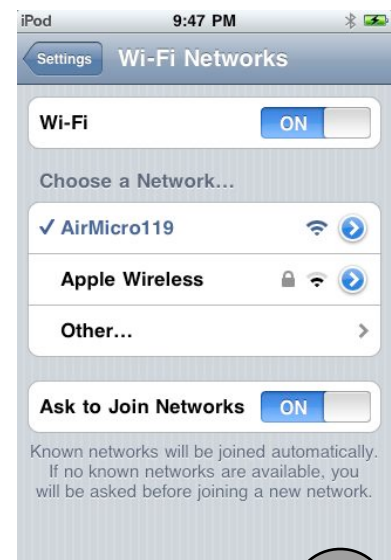 iPod 9:47 PM
Settings Wi-Fi Networks
Wi-Fi ON
Choose a Network...
✓ AirMicro119
Apple Wireless
Other...
Ask to Join Networks ON
Known networks will be joined automatically.
If no known networks are available, you
will be asked before joining a new network.